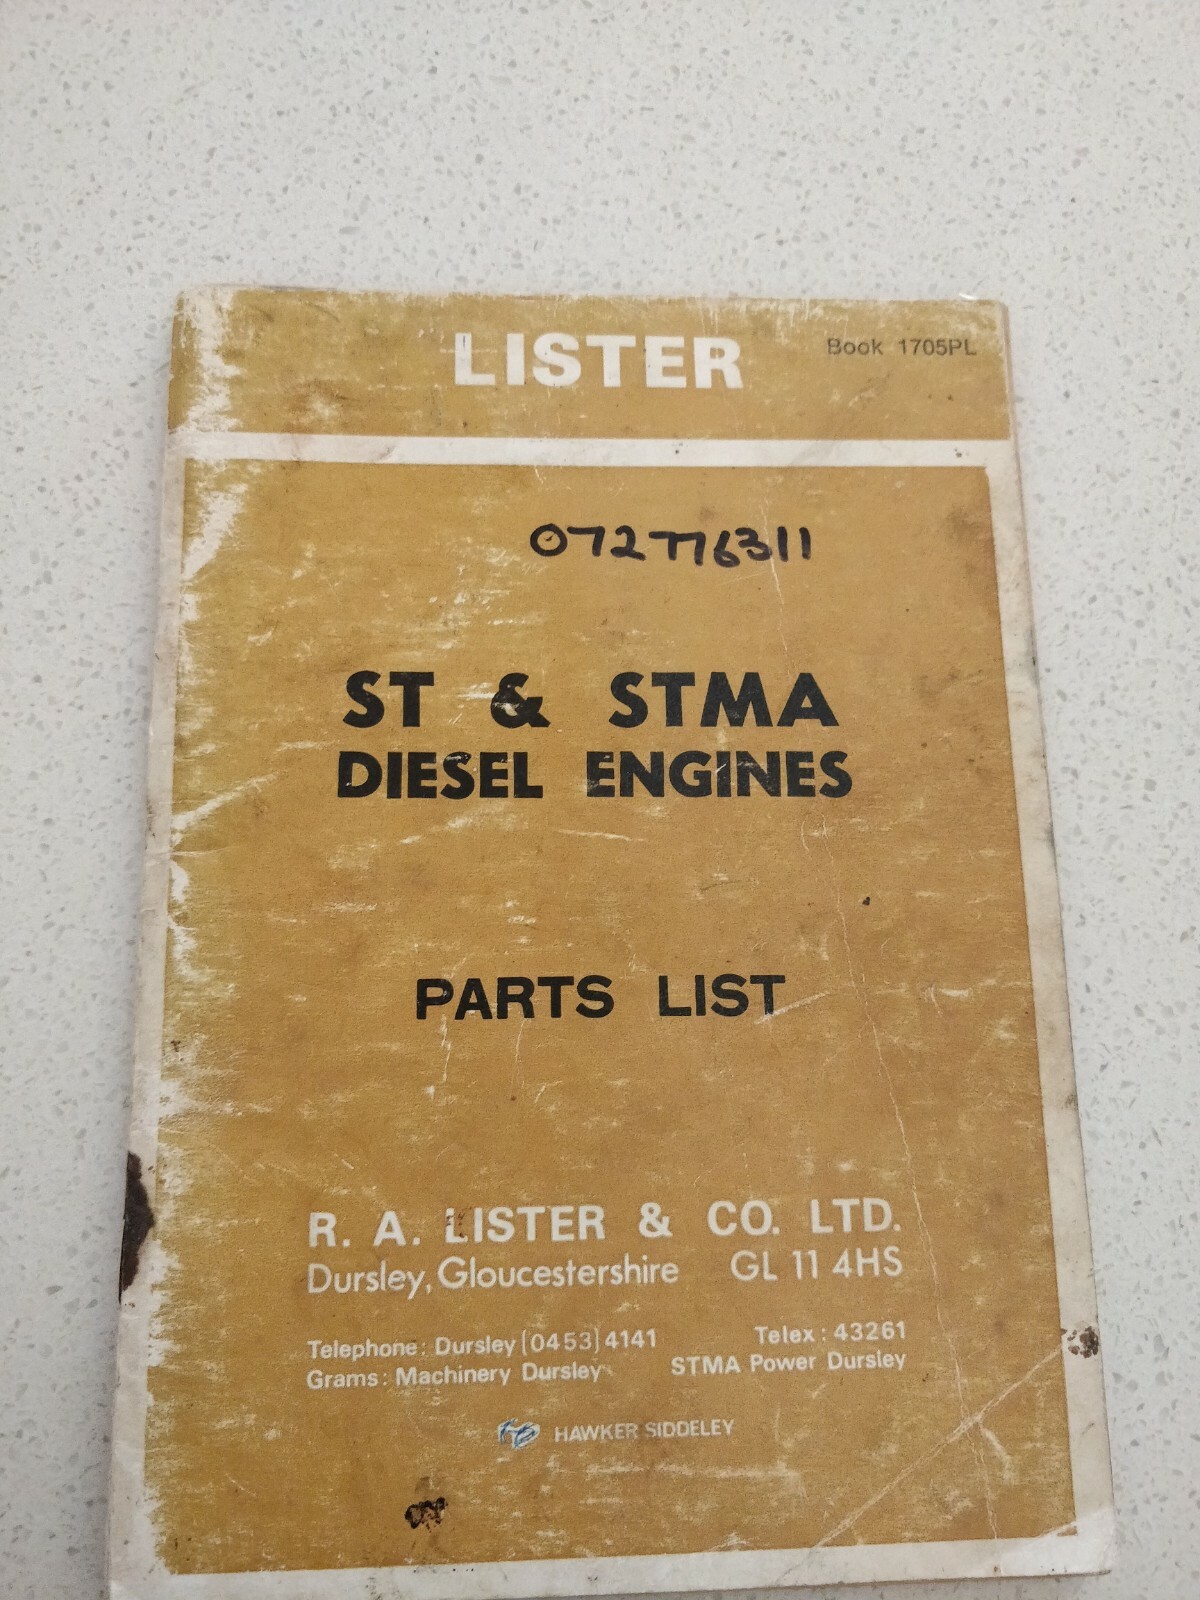 LISTER
Book 1705PL
072776311
ST & STMA
DIESEL ENGINES
PARTS LIST
R. A. LISTER & CO. LTD.
Dursley, Gloucestershire GL 11 4HS
Telephone: Dursley (0453) 4141 Telex: 43261
Grams: Machinery Dursley STMA Power Dursley
HAWKER SIDDELEY